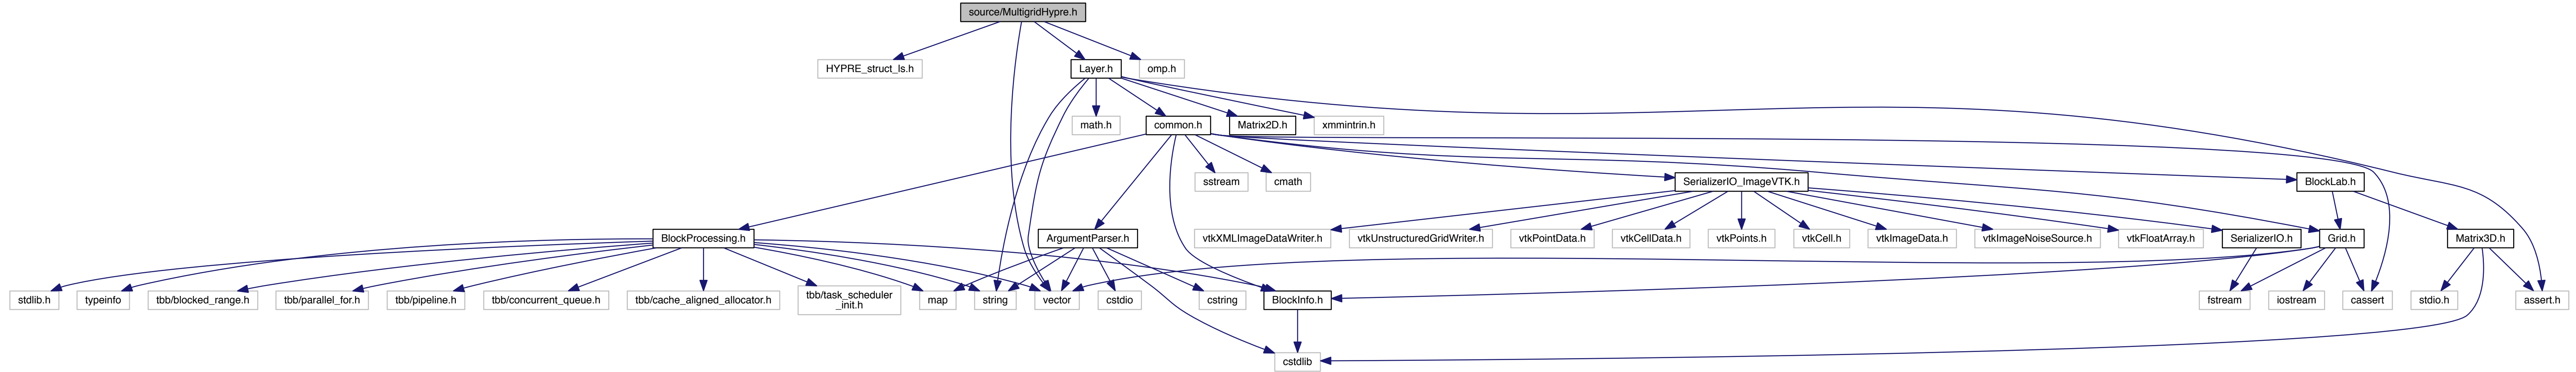 source/MultigridHypre.h
HYPRE_struct_ls.h
Layer.h
omp.h
math.h
common.h
Matrix2D.h
xmmintrin.h
sstream
cmath
SerializerIO_ImageVTK.h
BlockLab.h
BlockProcessing.h
ArgumentParser.h
vtkXMLImageDataWriter.h
vtkUnstructuredGridWriter.h
vtkPointData.h
vtkCellData.h
vtkPoints.h
vtkCell.h
vtkImageData.h
vtkImageNoiseSource.h
vtkFloatArray.h
SerializerIO.h
Grid.h
Matrix3D.h
stdlib.h
typeinfo
tbb/blocked_range.h
tbb/parallel_for.h
tbb/pipeline.h
tbb/concurrent_queue.h
tbb/cache_aligned_allocator.h
tbb/task_scheduler
_init.h
map
string
vector
cstdio
cstring
BlockInfo.h
fstream
iostream
cassert
stdio.h
assert.h
cstdlib